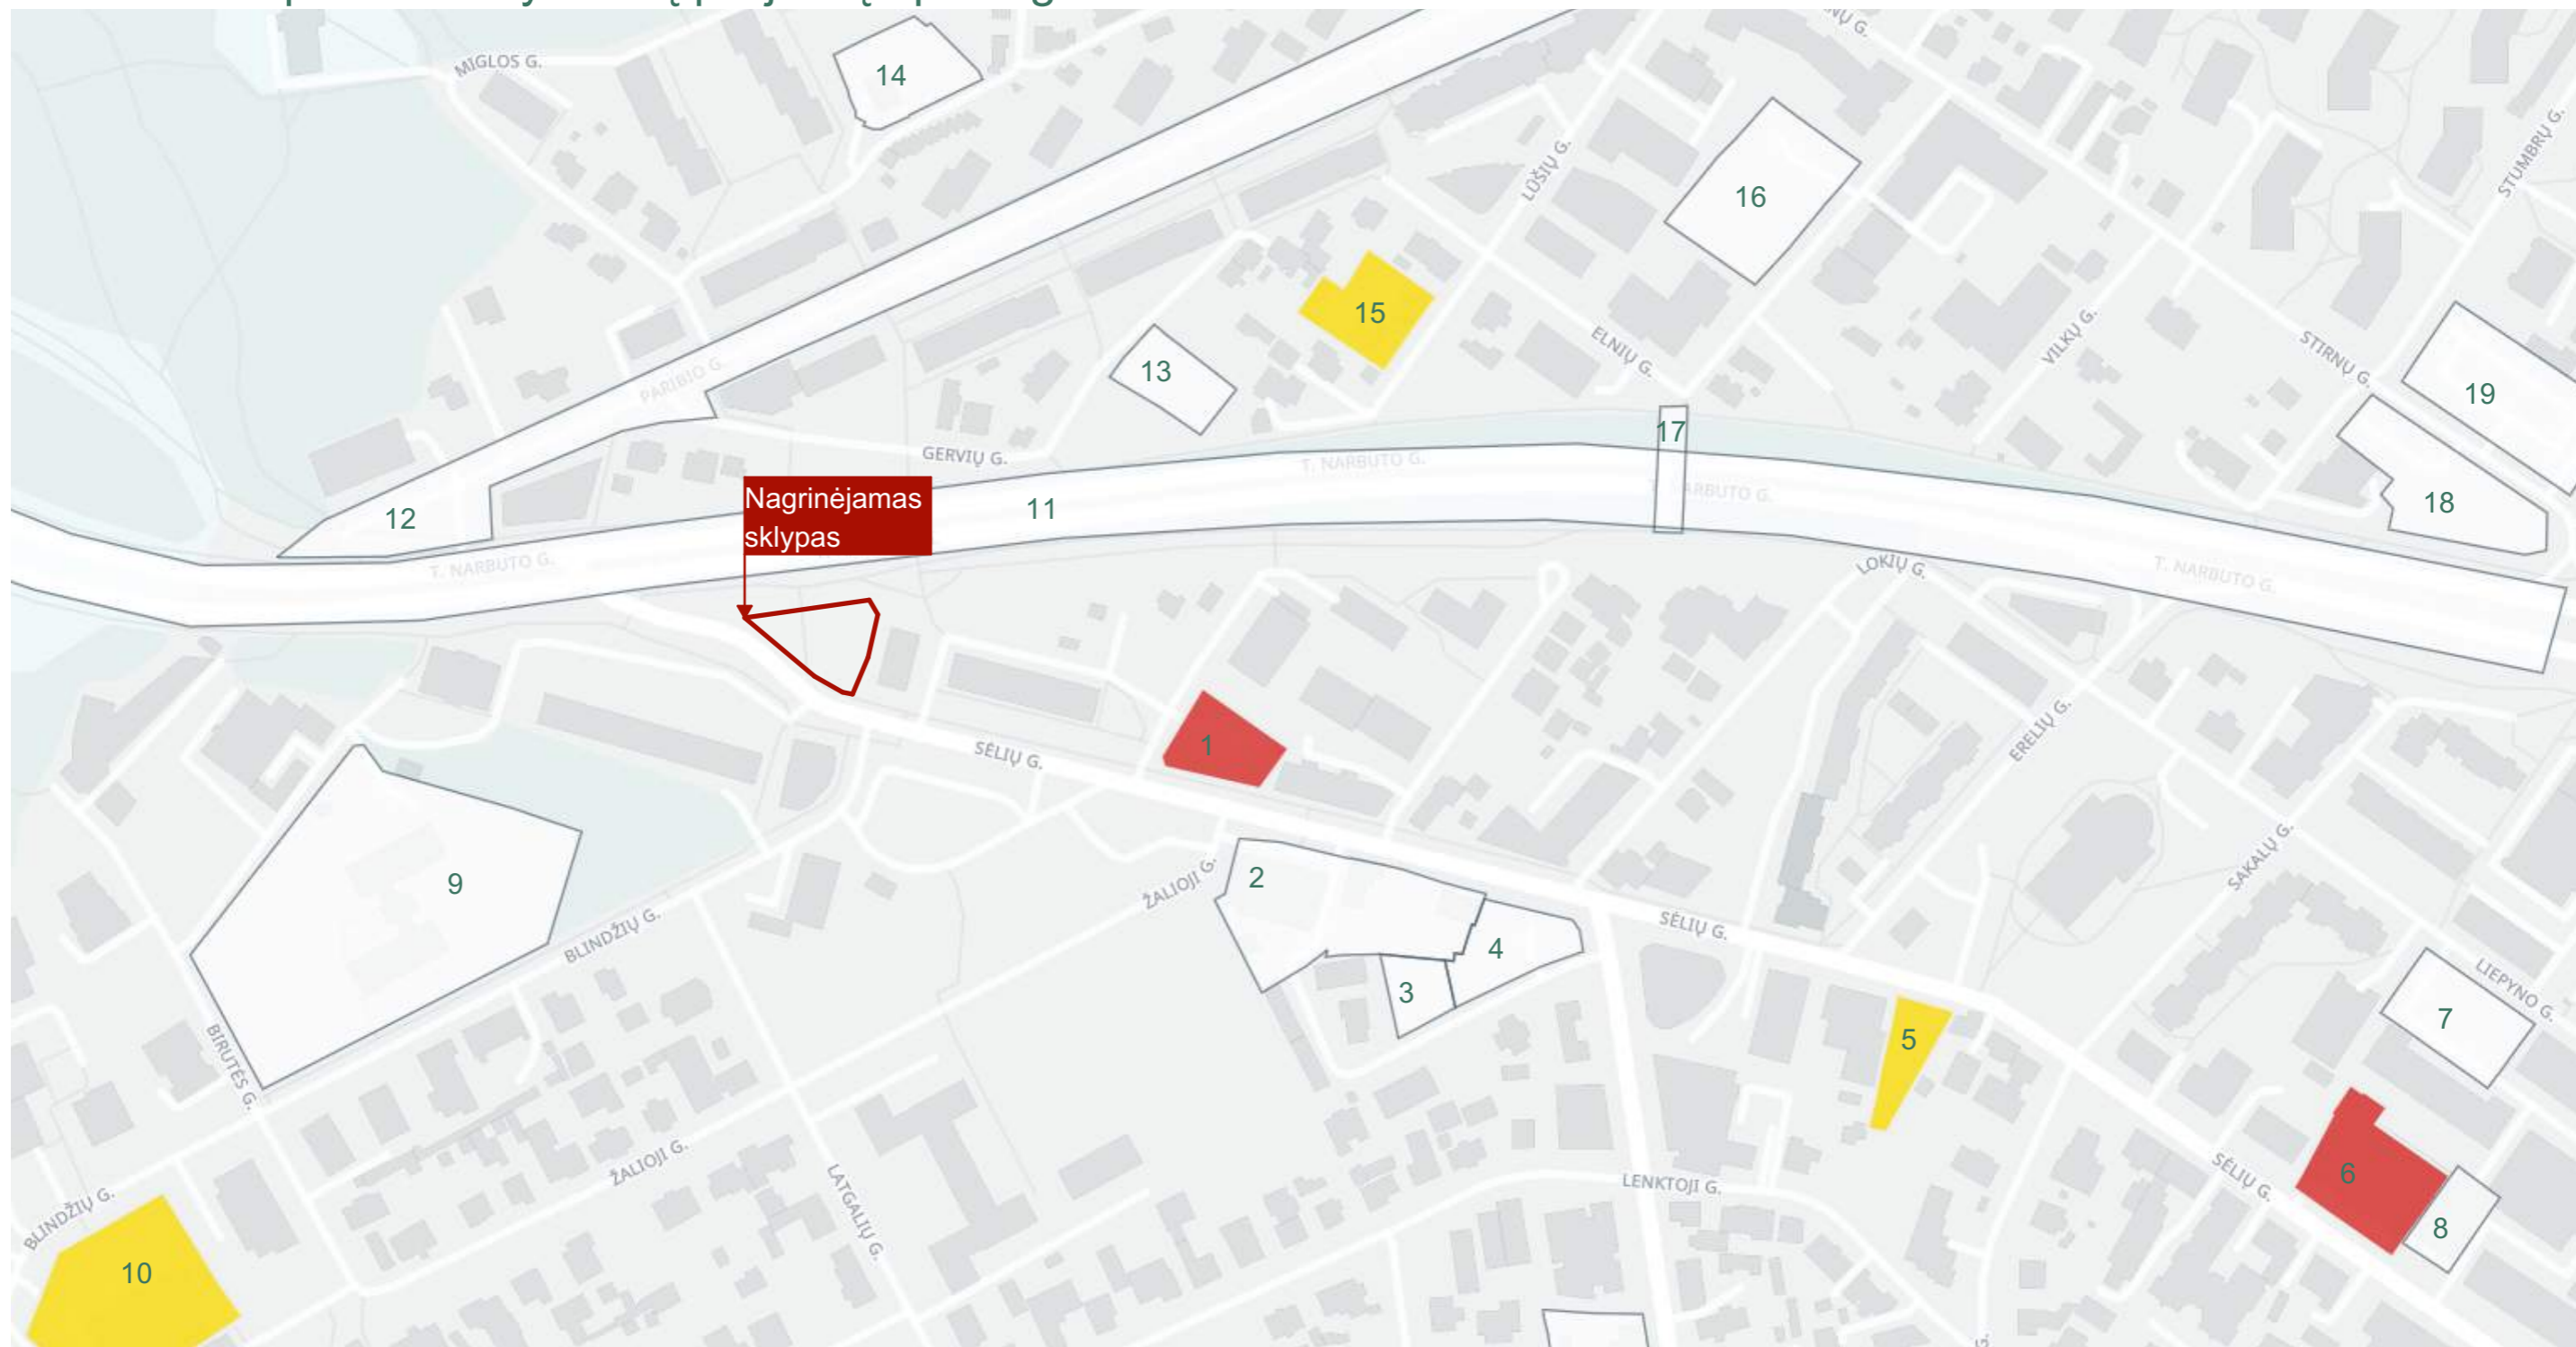 MIGLOS G.
14
STUMBRŲ G.
LŪŠIŲ G.
16
15
ELNIŲ G.
VILKŲ G.
STIRNŲ G.
19
13
PARIBIO G.
17
GERVIŲ G.
T. NARBUTO G.
T. NARBUTO G.
18
Nagrinėjamas
sklypas
11
12
T. NARBUTO G.
LOKIŲ G.
T. NARBUTO G.
1
SĖLIŲ G.
ERELIŲ G.
2
ŽALIOJI G.
9
SAKALŲ G.
BLINDŽIŲ G.
SĖLIŲ G.
4
3
LIEPYNO G.
7
5
BIRUTĖS G.
ŽALIOJI G.
LATGALIŲ G.
LENKTOJI G.
SĖLIŲ G.
6
8
BLINDŽIŲ G.
10